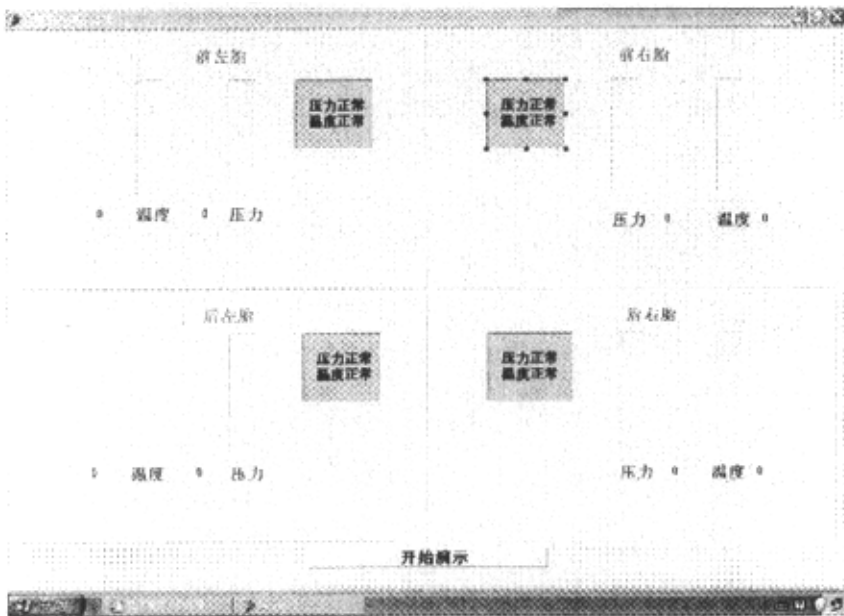 前左胎
前右胎
压力正常
温度正常
压力正常
温度正常
0 温度 0 压力
压力 0 温度 0
后左胎
后右胎
压力正常
温度正常
压力正常
温度正常
0 温度 0 压力
压力 0 温度 0
开始演示